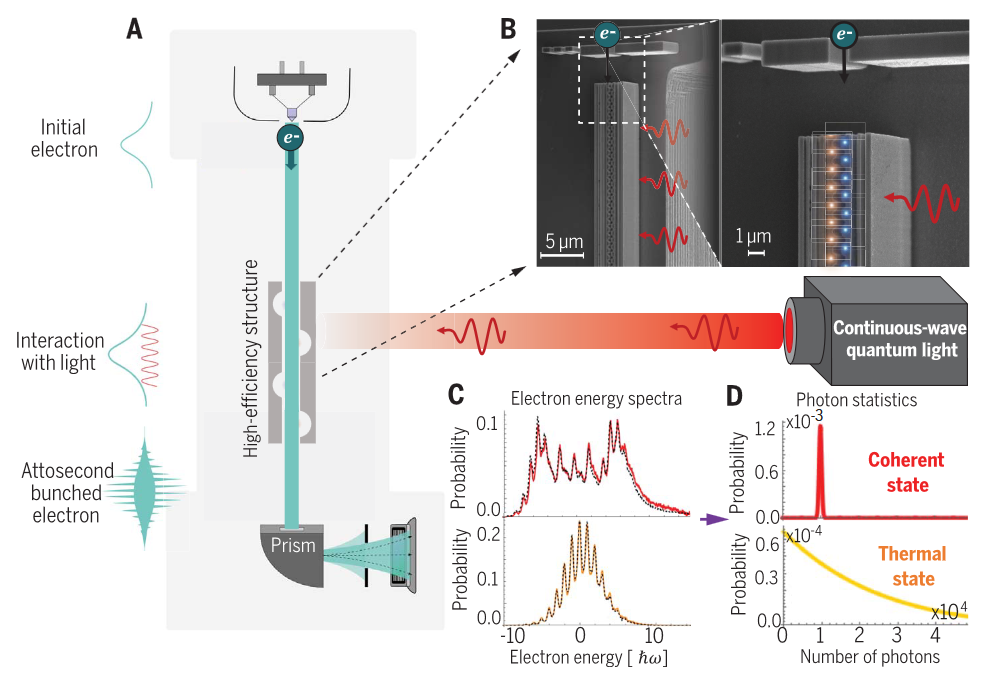 A
Initial
electron
e-
High-efficiency structure
Interaction
with light
Attosecond
bunched
electron
Prism
B
e-
5 μm
e-
1 μm
Continuous-wave
quantum light
C
Electron energy spectra
Probability
0.1
0.0
Probability
0.2
0.1
0.0
-10
0
10
Electron energy [ ħω]
D
Photon statistics
x10-3
Probability
1.2
0.6
0.0
Coherent
state
x10-4
Probability
0.6
0.3
0.0
Thermal
state
x104
0
1
2
3
4
Number of photons